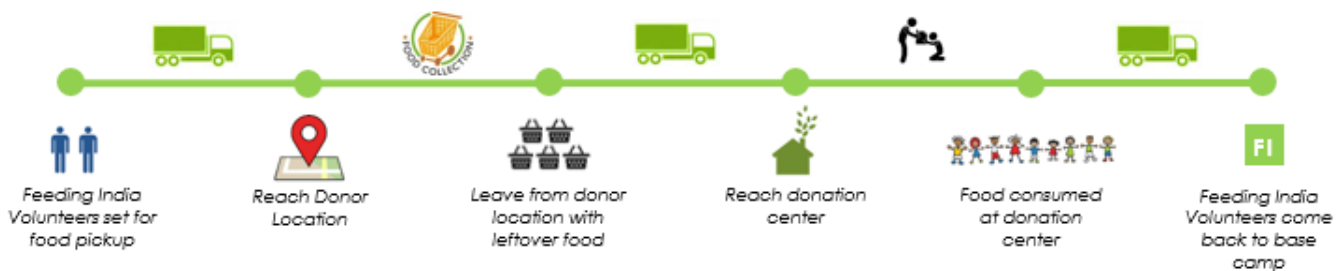 FOOD COLLECTION
Feeding India
Volunteers set for
food pickup
Reach Donor
Location
Leave from donor
location with
leftover food
Reach donation
center
Food consumed
at donation
center
FI
Feeding India
Volunteers come
back to base
camp